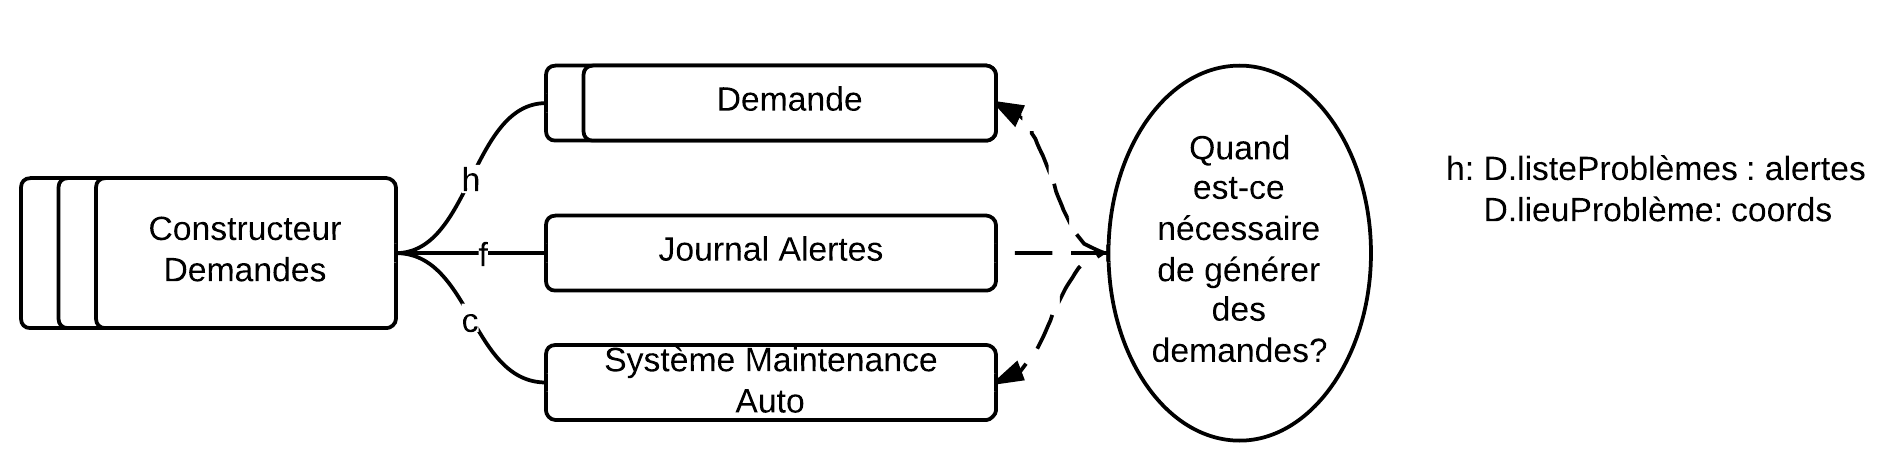 Constructeur
Demandes
h
f
c
Demande
Journal Alertes
Système Maintenance
Auto
Quand
est-ce
nécessaire
de générer
des
demandes?
h: D.listeProblèmes : alertes
D.lieuProblème: coords